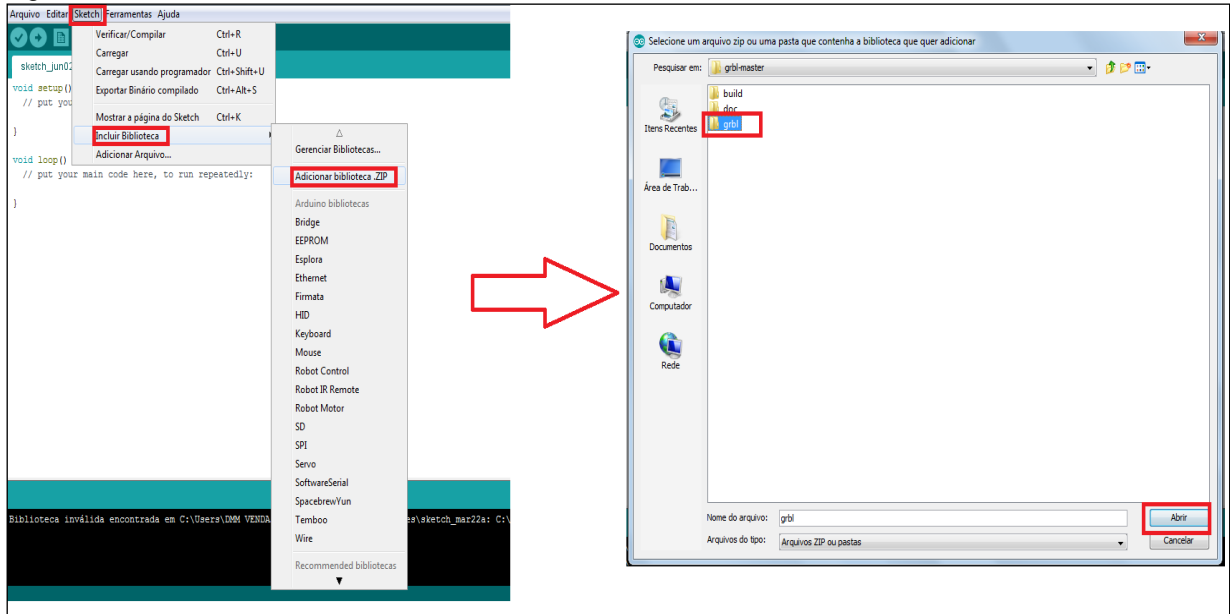 Arquivo Editar Sketch Ferramentas Ajuda
Verificar/Compilar Ctrl+R
Carregar Ctrl+U
Carregar usando programador Ctrl+Shift+U
Exportar Binário compilado Ctrl+Alt+S
Mostrar a página do Sketch Ctrl+K
Incluir Biblioteca
Adicionar Arquivo...
sketch_jun02
void setup()
// put you
}
void loop()
// put your main code here, to run repeatedly:
}
Gerenciar Bibliotecas...
Adicionar biblioteca .ZIP
Arduino bibliotecas
Bridge
EEPROM
Esplora
Ethernet
Firmata
HID
Keyboard
Mouse
Robot Control
Robot IR Remote
Robot Motor
SD
SPI
Servo
SoftwareSerial
SpacebrewYun
Temboo
Wire
Recommended bibliotecas
Biblioteca inválida encontrada em C:\Users\DMM VENDA es\sketch_mar22a: C:\
Selecione um arquivo zip ou uma pasta que contenha a biblioteca que quer adicionar
Pesquisar em: grbl-master
build
doc
grbl
Itens Recentes
Área de Trab...
Documentos
Computador
Rede
Nome do arquivo: grbl
Abrir
Arquivos do tipo: Arquivos ZIP ou pastas
Cancelar